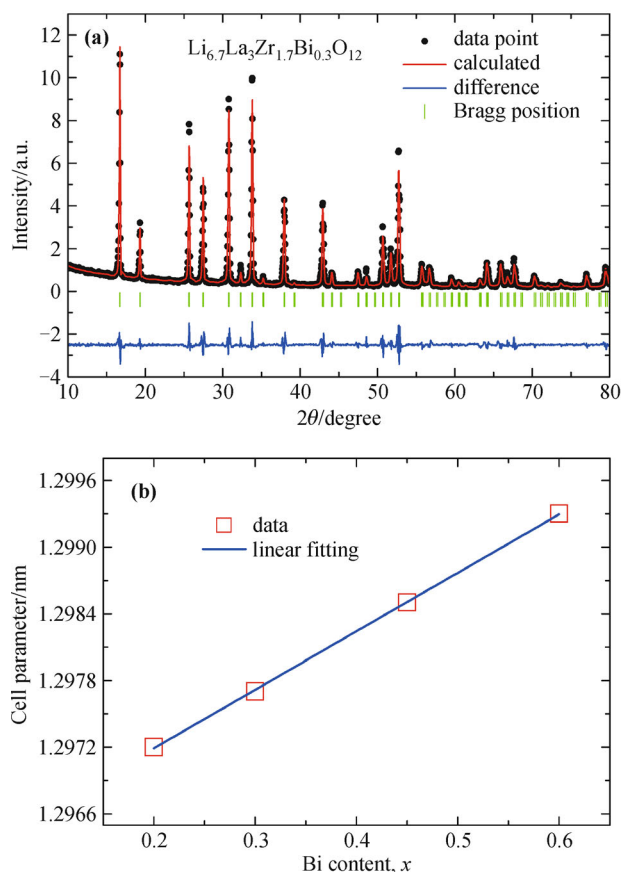 (a)
Li6.7La3Zr1.7Bi0.3O12
data point
calculated
difference
Bragg position
Intensity/a.u.
12
10
8
6
4
2
0
−2
−4
10 20 30 40 50 60 70 80
2θ/degree
(b)
data
linear fitting
Cell parameter/nm
1.2996
1.2990
1.2984
1.2978
1.2972
1.2966
0.2 0.3 0.4 0.5 0.6
Bi content, x